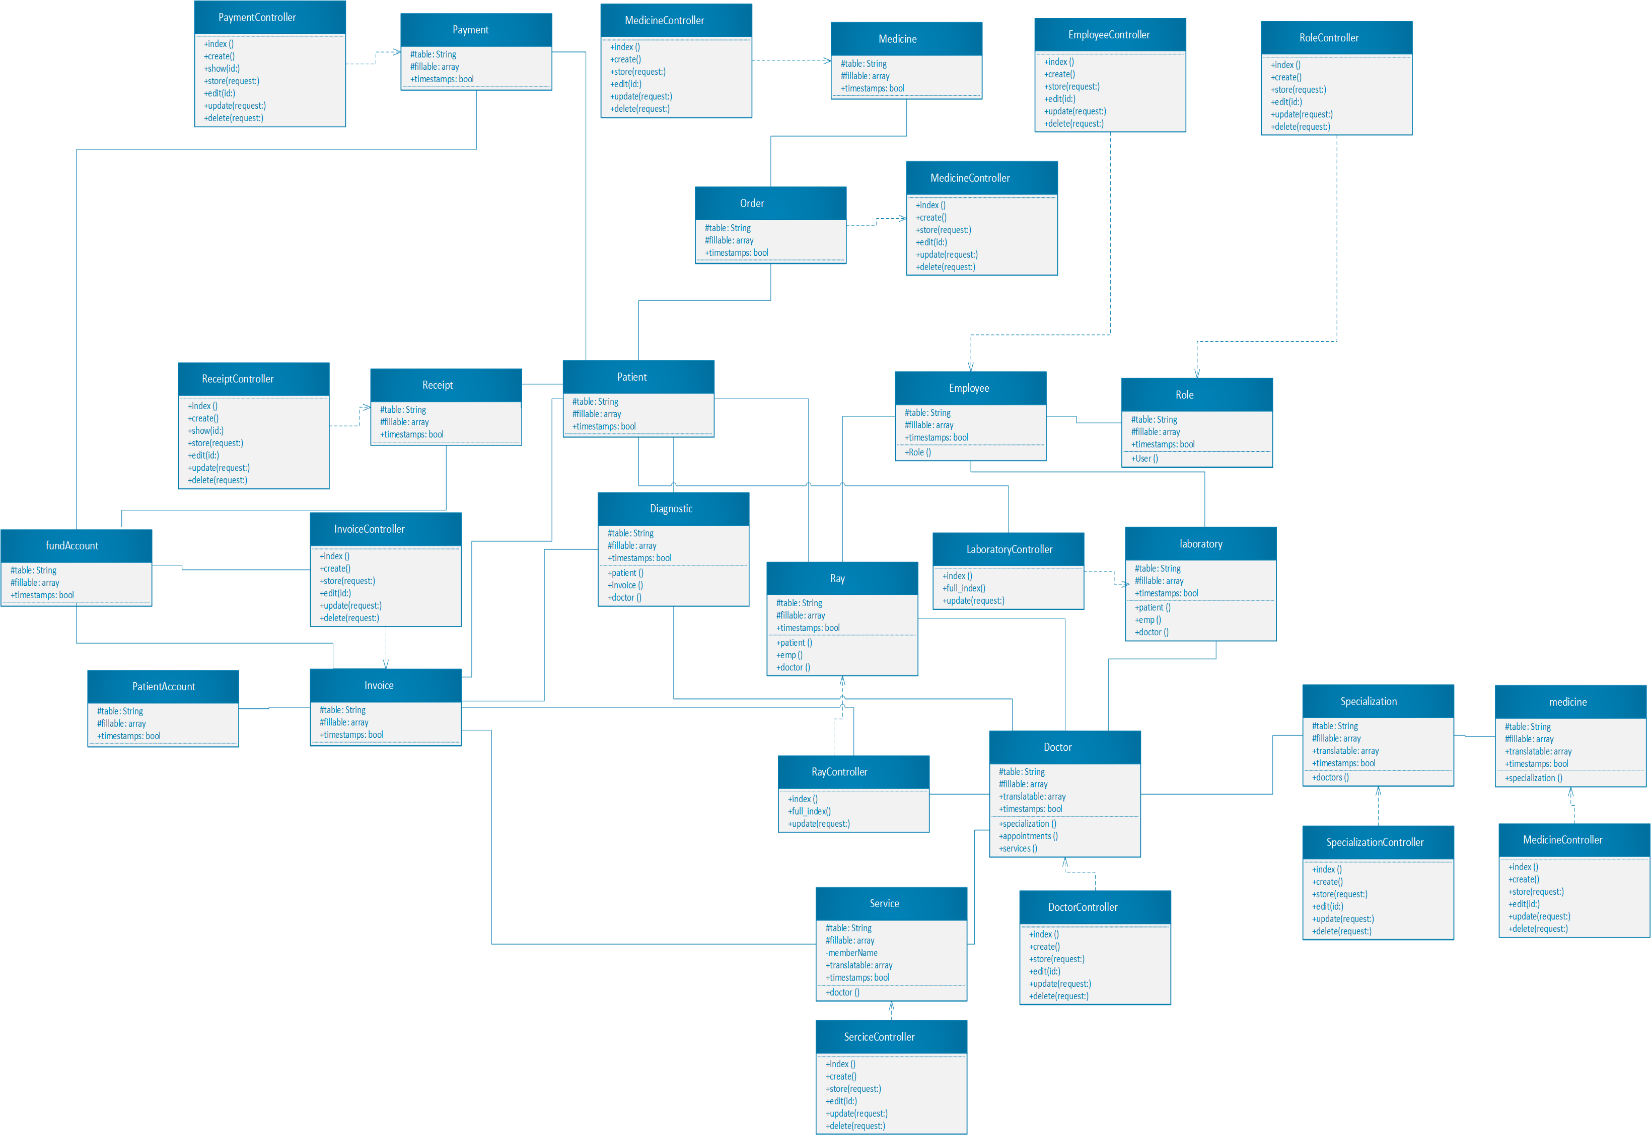 PaymentController
+index ()
+create()
+show(id:)
+store(request:)
+edit(id:)
+update(request:)
+delete(request:)
Payment
#table: String
#fillable: array
+timestamps: bool
MedicineController
+index ()
+create()
+store(request:)
+edit(id:)
+update(request:)
+delete(request:)
Medicine
#table: String
#fillable: array
+timestamps: bool
EmployeeController
+index ()
+create()
+store(request:)
+edit(id:)
+update(request:)
+delete(request:)
RoleController
+index ()
+create()
+store(request:)
+edit(id:)
+update(request:)
+delete(request:)
Order
#table: String
#fillable: array
+timestamps: bool
MedicineController
+index ()
+create()
+store(request:)
+edit(id:)
+update(request:)
+delete(request:)
ReceiptController
+index ()
+create()
+show(id:)
+store(request:)
+edit(id:)
+update(request:)
+delete(request:)
Receipt
#table: String
#fillable: array
+timestamps: bool
Patient
#table: String
#fillable: array
+timestamps: bool
Employee
#table: String
#fillable: array
+timestamps: bool
+Role ()
Role
#table: String
#fillable: array
+timestamps: bool
+User ()
fundAccount
#table: String
#fillable: array
+timestamps: bool
InvoiceController
+index ()
+create()
+store(request:)
+edit(id:)
+update(request:)
+delete(request:)
Diagnostic
#table: String
#fillable: array
+timestamps: bool
+patient ()
+invoice ()
+doctor ()
Ray
#table: String
#fillable: array
+timestamps: bool
+patient ()
+emp ()
+doctor ()
LaboratoryController
+index ()
+full_index()
+update(request:)
laboratory
#table: String
#fillable: array
+timestamps: bool
+patient ()
+emp ()
+doctor ()
PatientAccount
#table: String
#fillable: array
+timestamps: bool
Invoice
#table: String
#fillable: array
+timestamps: bool
RayController
+index ()
+full_index()
+update(request:)
Doctor
#table: String
#fillable: array
+translatable: array
+timestamps: bool
+specialization ()
+appointments ()
+services ()
Specialization
#table: String
#fillable: array
+translatable: array
+timestamps: bool
+doctors ()
medicine
#table: String
#fillable: array
+translatable: array
+timestamps: bool
+specialization ()
SpecializationController
+index ()
+create()
+store(request:)
+edit(id:)
+update(request:)
+delete(request:)
MedicineController
+index ()
+create()
+store(request:)
+edit(id:)
+update(request:)
+delete(request:)
Service
#table: String
#fillable: array
-memberName
+translatable: array
+timestamps: bool
+doctor ()
DoctorController
+index ()
+create()
+store(request:)
+edit(id:)
+update(request:)
+delete(request:)
SerciceController
+index ()
+create()
+store(request:)
+edit(id:)
+update(request:)
+delete(request:)